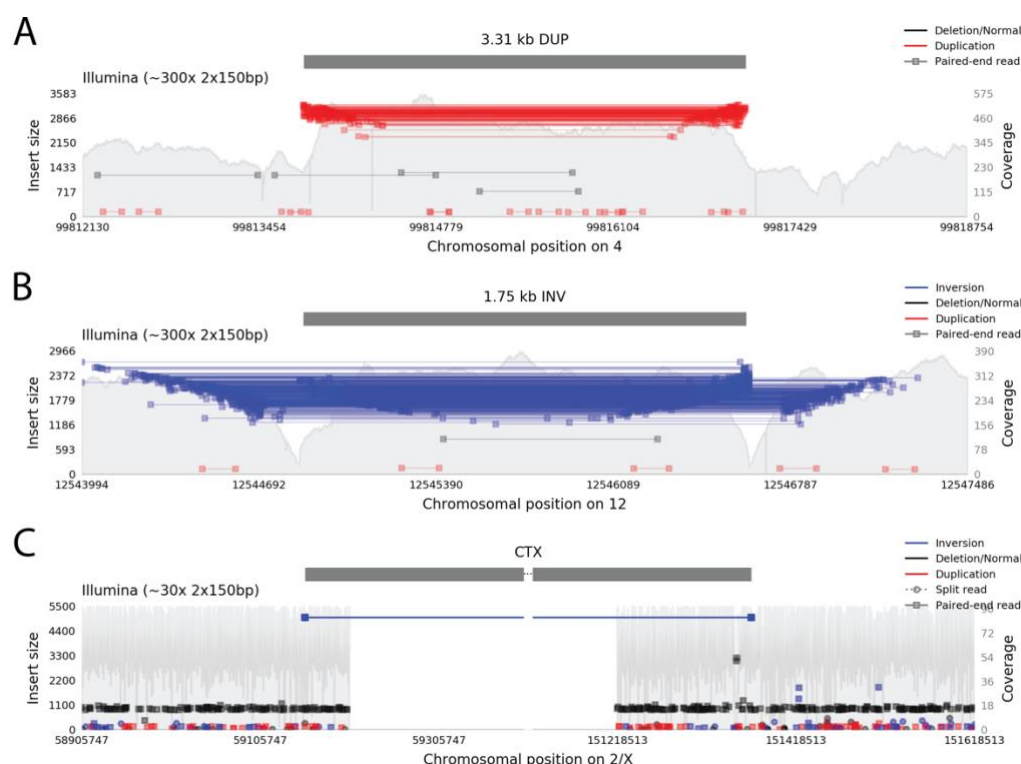 A
3.31 kb DUP
Deletion/Normal
Duplication
Paired-end read
Illumina (~300x 2x150bp)
3583
2866
2150
1433
717
0
Insert size
575
460
345
230
115
0
Coverage
99812130
99813454
99814779
99816104
99817429
99818754
Chromosomal position on 4
B
1.75 kb INV
Inversion
Deletion/Normal
Duplication
Paired-end read
Illumina (~300x 2x150bp)
2966
2372
1779
1186
593
0
Insert size
390
312
234
156
78
0
Coverage
12543994
12544692
12545390
12546089
12546787
12547486
Chromosomal position on 12
C
CTX
Inversion
Deletion/Normal
Duplication
Split read
Paired-end read
Illumina (~30x 2x150bp)
5500
4400
3300
2200
1100
0
Insert size
90
72
54
36
18
0
Coverage
58905747
59105747
59305747
151218513
151418513
151618513
Chromosomal position on 2/X